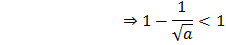 ⇒ 1 − 1/√a < 1